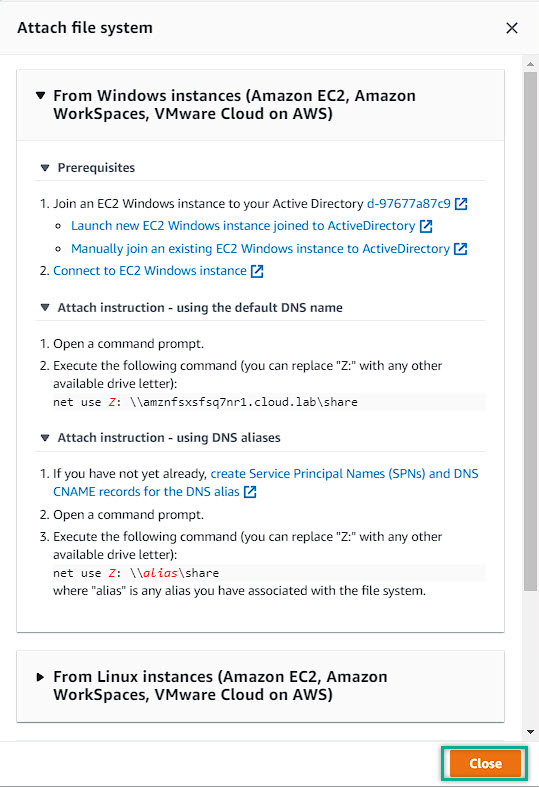 Attach file system
From Windows instances (Amazon EC2, Amazon
WorkSpaces, VMware Cloud on AWS)
Prerequisites
1. Join an EC2 Windows instance to your Active Directory d-97677a87c9
Launch new EC2 Windows instance joined to ActiveDirectory
Manually join an existing EC2 Windows instance to ActiveDirectory
2. Connect to EC2 Windows instance
Attach instruction - using the default DNS name
1. Open a command prompt.
2. Execute the following command (you can replace "Z:" with any other
available drive letter):
net use Z: \\amznfsxsfsq7nr1.cloud.lab\share
Attach instruction - using DNS aliases
1. If you have not yet already, create Service Principal Names (SPNs) and DNS
CNAME records for the DNS alias
2. Open a command prompt.
3. Execute the following command (you can replace "Z:" with any other
available drive letter):
net use Z: \\alias\share
where "alias" is any alias you have associated with the file system.
From Linux instances (Amazon EC2, Amazon
WorkSpaces, VMware Cloud on AWS)
Close